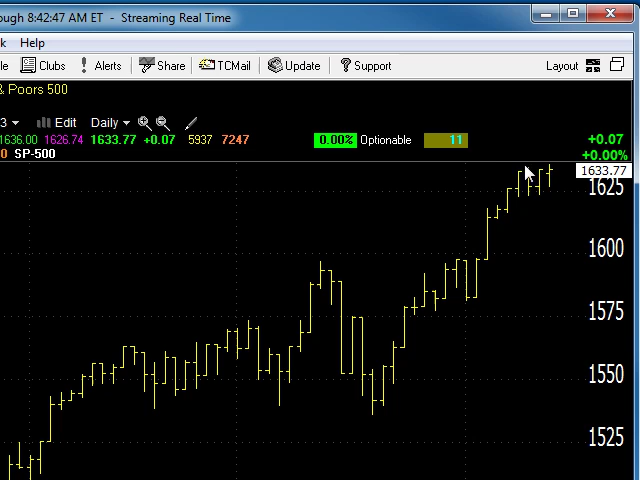 ough 8:42:47 AM ET - Streaming Real Time
k Help
le Clubs Alerts Share TCMail Update Support Layout
& Poors 500
3 Edit Daily
1636.00 1626.74 1633.77 +0.07 5937 7247 0.00% Optionable 11 +0.07
0 SP-500 +0.00%
1633.77
1625
1600
1575
1550
1525